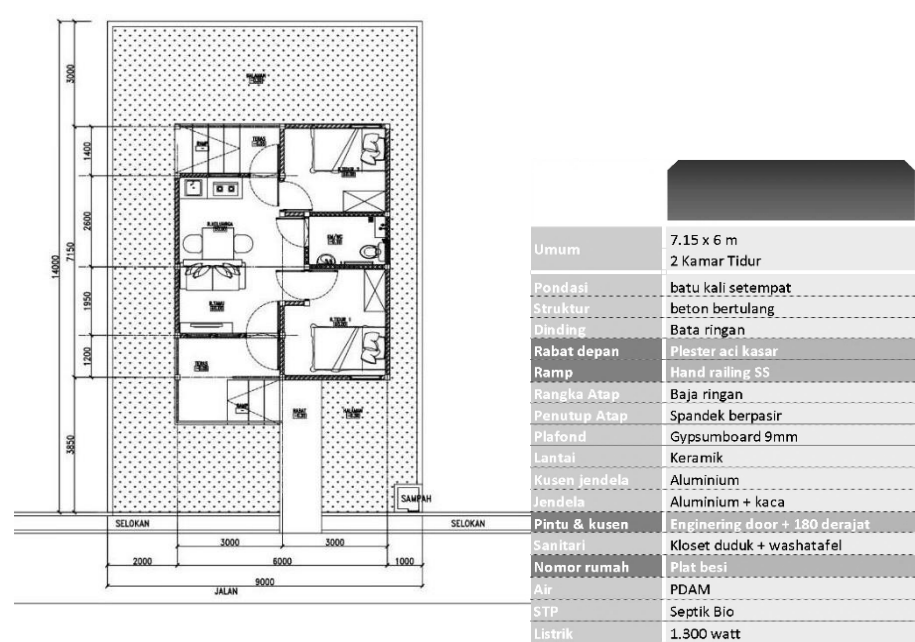 HALAMAN
3000
1400
2600
7150
14000
1950
1200
3850
RAMP
TERAS
R.TIDUR 2
R.KELUARGA
KM/WC
R.TAMU
R.TIDUR 1
TERAS
RAMP
RABAT
HALAMAN
SAMPAH
SELOKAN
SELOKAN
3000
3000
2000
6000
1000
9000
JALAN
Umum
7.15 x 6 m
2 Kamar Tidur
Pondasi batu kali setempat
Struktur beton bertulang
Dinding Bata ringan
Rabat depan Plester aci kasar
Ramp Hand railing SS
Rangka Atap Baja ringan
Penutup Atap Spandek berpasir
Plafond Gypsumboard 9mm
Lantai Keramik
Kusen jendela Aluminium
Jendela Aluminium + kaca
Pintu & kusen Enginering door + 180 derajat
Sanitari Kloset duduk + washatafel
Nomor rumah Plat besi
Air PDAM
STP Septik Bio
Listrik 1.300 watt